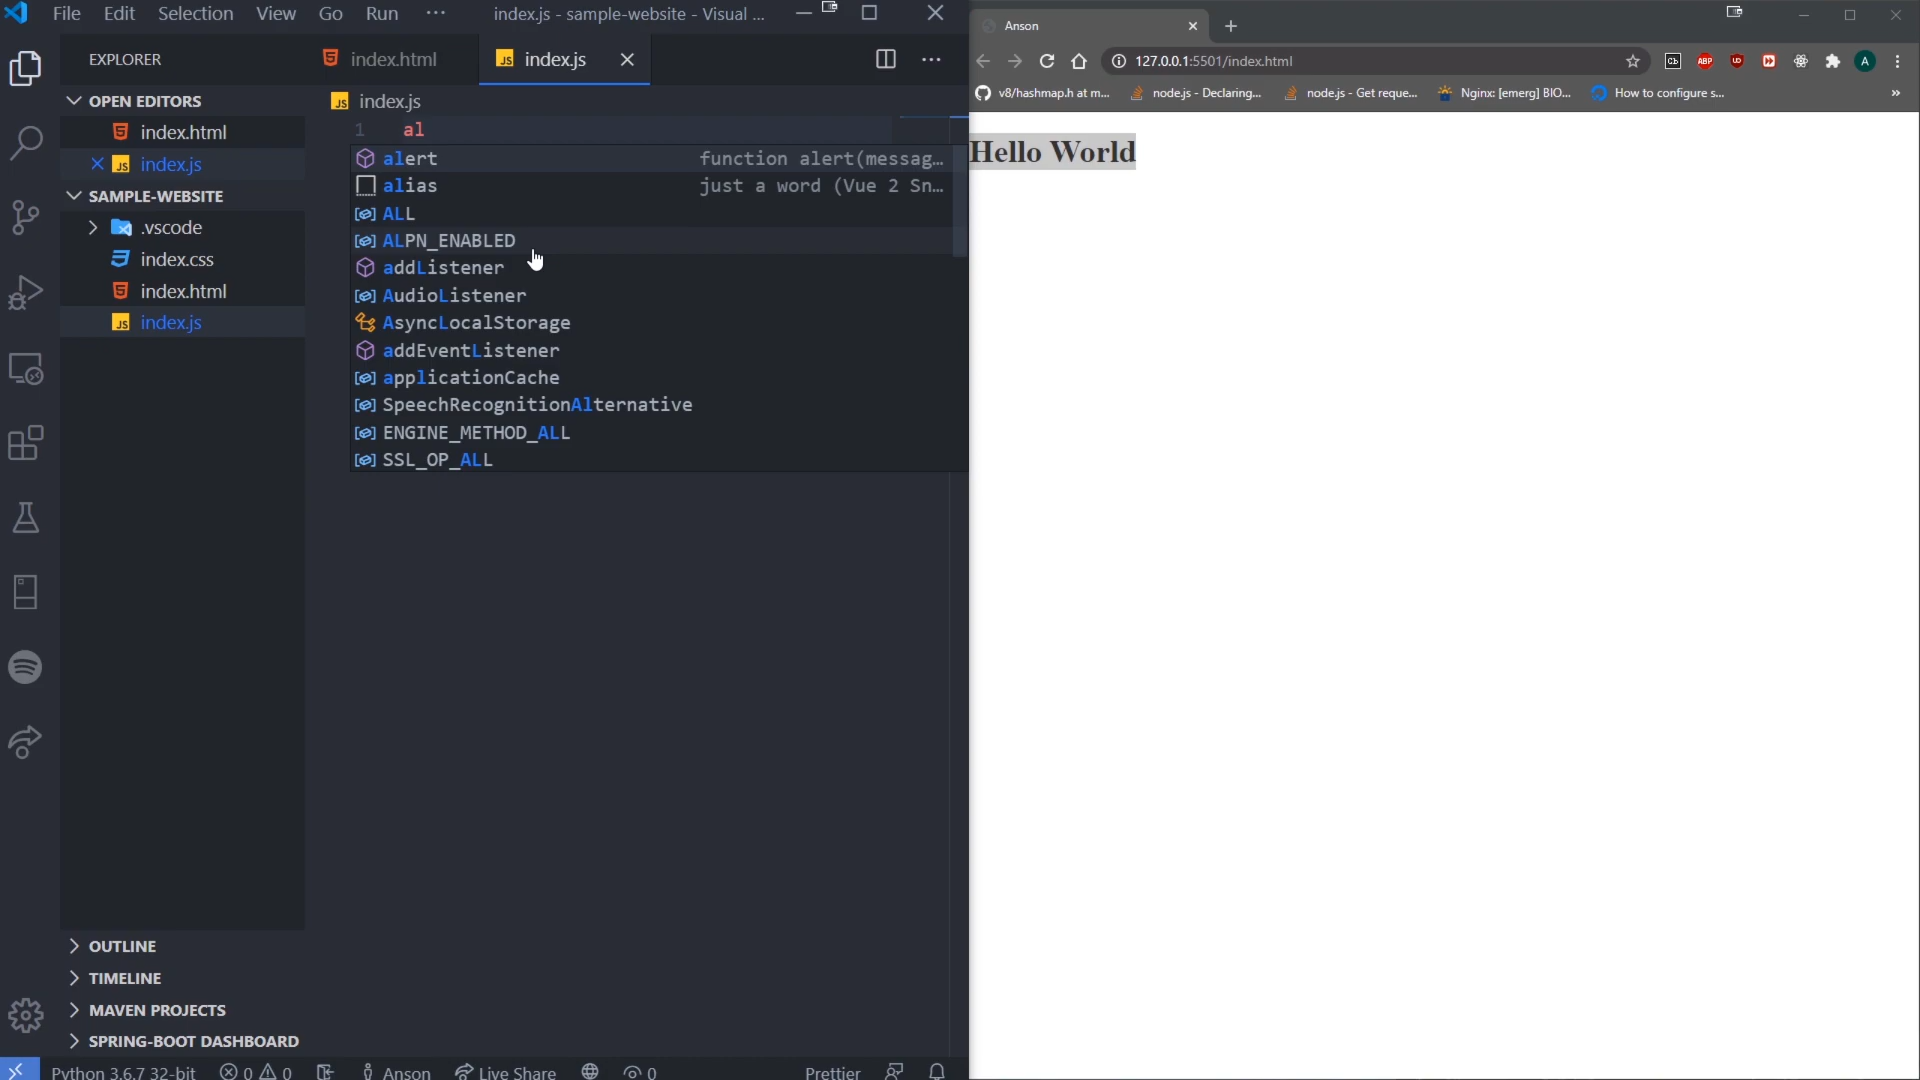 File Edit Selection View Go Run ··· index.js - sample-website - Visual ...
EXPLORER
index.html
index.js
OPEN EDITORS
index.html
index.js
SAMPLE-WEBSITE
.vscode
index.css
index.html
index.js
OUTLINE
TIMELINE
MAVEN PROJECTS
SPRING-BOOT DASHBOARD
index.js
1 al
alert function alert(messag...
alias just a word (Vue 2 Sn...
ALL
ALPN_ENABLED
addListener
AudioListener
AsyncLocalStorage
addEventListener
applicationCache
SpeechRecognitionAlternative
ENGINE_METHOD_ALL
SSL_OP_ALL
Python 3.6.7 32-bit 0 0 Anson Live Share 0 Prettier
Anson
127.0.0.1:5501/index.html
ABP
A
v8/hashmap.h at m... node.js - Declaring... node.js - Get reque... Nginx: [emerg] BIO... How to configure s... »
Hello World